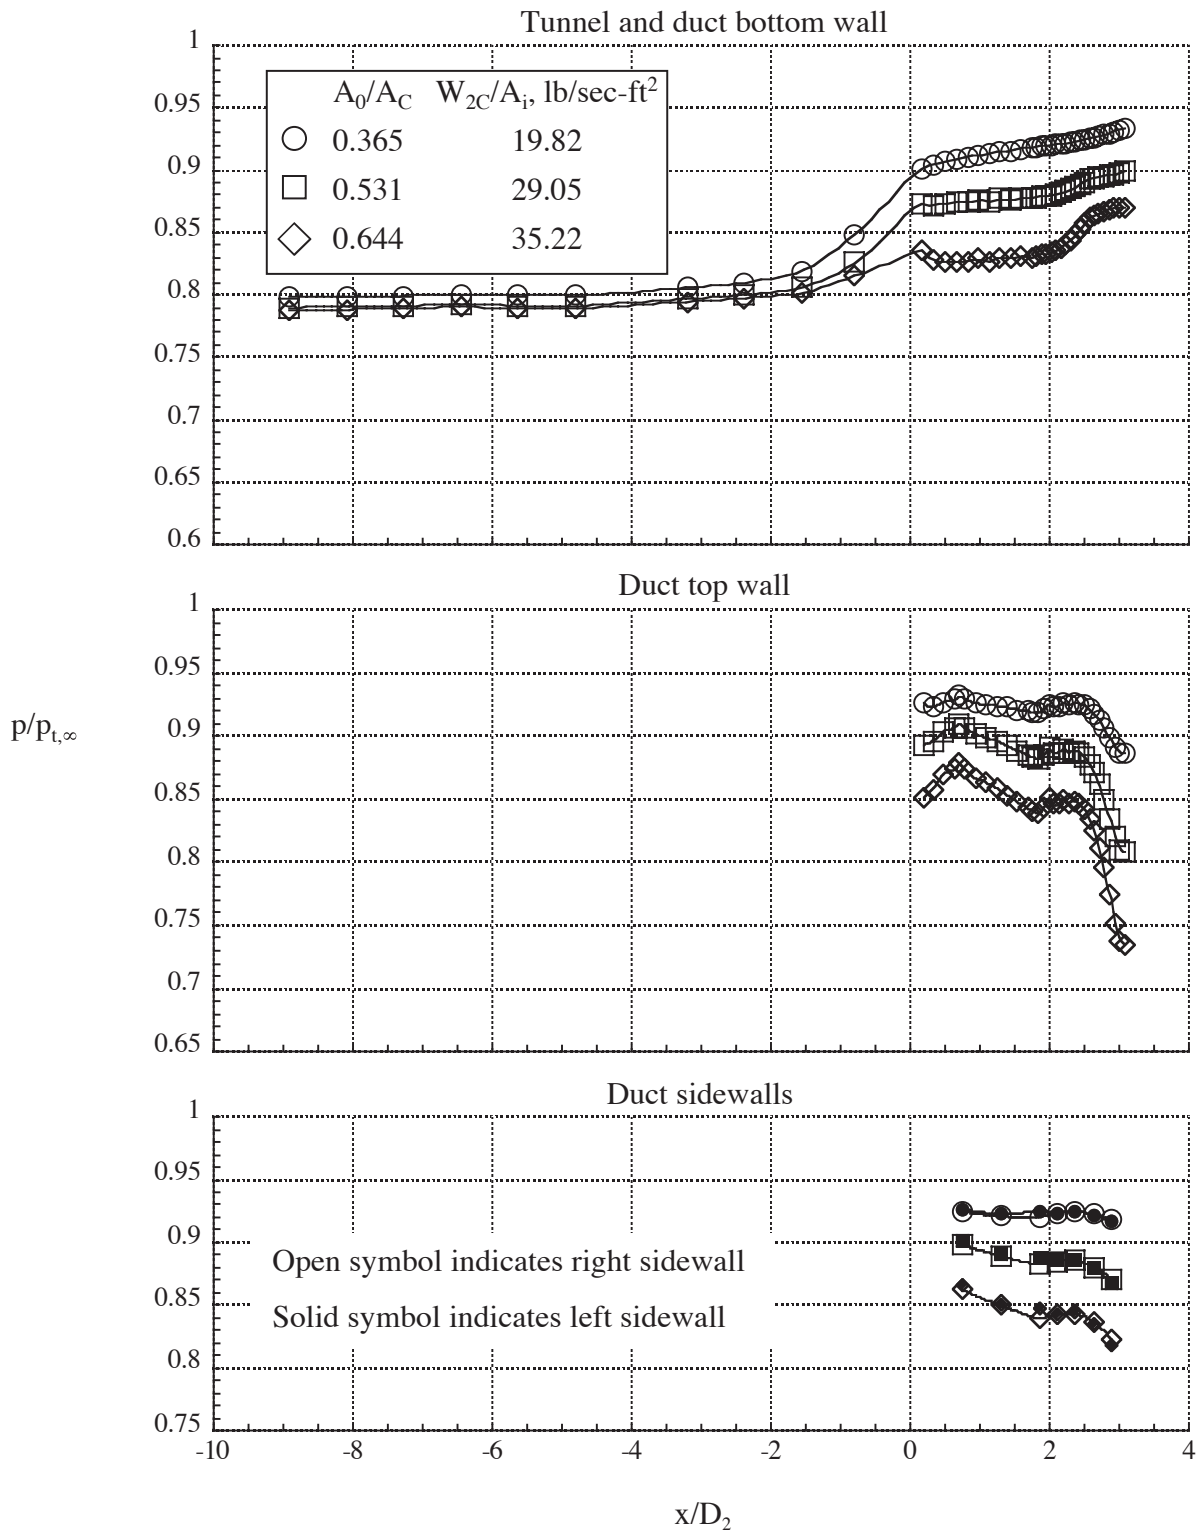 Tunnel and duct bottom wall
1
0.95
0.9
0.85
0.8
0.75
0.7
0.65
0.6
A₀/A_C W₂C/Aᵢ, lb/sec-ft²
0.365 19.82
0.531 29.05
0.644 35.22
Duct top wall
1
0.95
0.9
0.85
0.8
0.75
0.7
0.65
p/pₜ,∞
Duct sidewalls
1
0.95
0.9
0.85
0.8
0.75
Open symbol indicates right sidewall
Solid symbol indicates left sidewall
-10 -8 -6 -4 -2 0 2 4
x/D₂